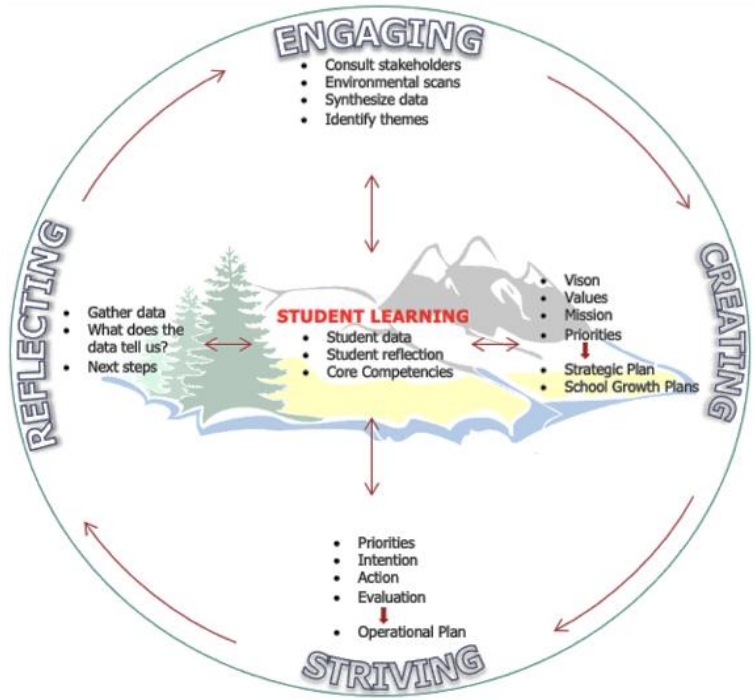 ENGAGING
• Consult stakeholders
• Environmental scans
• Synthesize data
• Identify themes
CREATING
• Vison
• Values
• Mission
• Priorities
• Strategic Plan
• School Growth Plans
STUDENT LEARNING
• Student data
• Student reflection
• Core Competencies
REFLECTING
• Gather data
• What does the
data tell us?
• Next steps
• Priorities
• Intention
• Action
• Evaluation
• Operational Plan
STRIVING